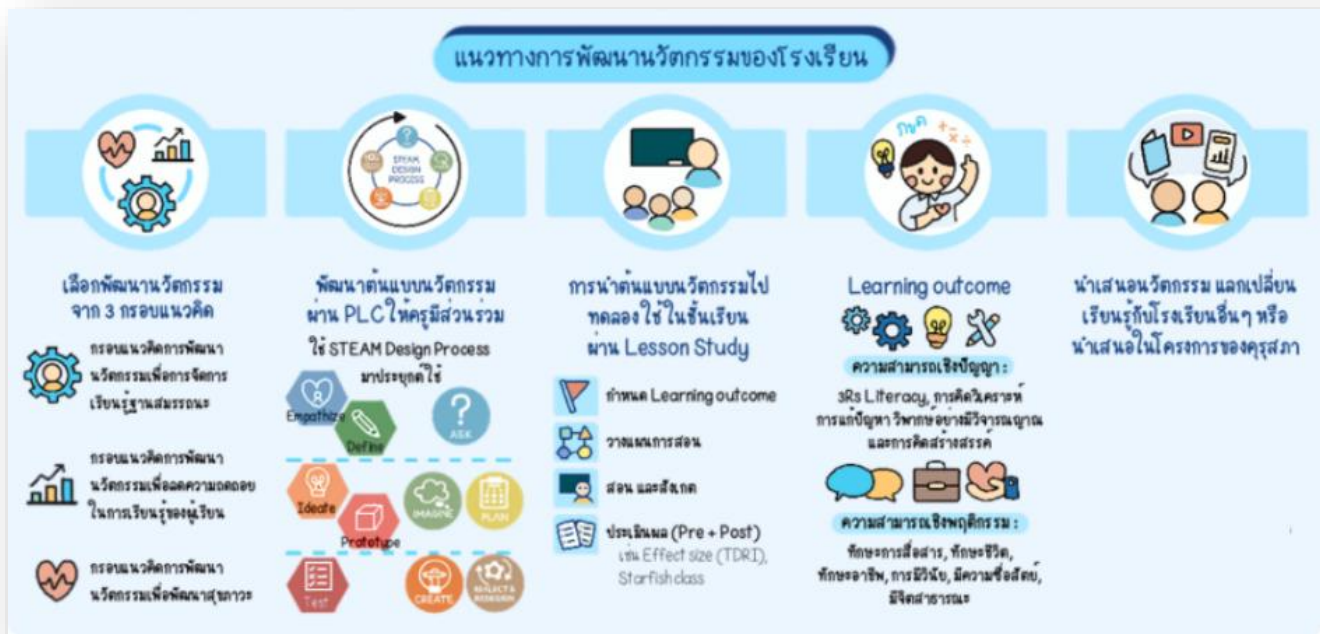 แนวทางการพัฒนานวัตกรรมของโรงเรียน
เลือกพัฒนานวัตกรรม
จาก 3 กรอบแนวคิด
กรอบแนวคิดการพัฒนา
นวัตกรรมเพื่อการจัดการ
เรียนรู้ฐานสมรรถนะ
กรอบแนวคิดการพัฒนา
นวัตกรรมเพื่อลดความถดถอย
ในการเรียนรู้ของผู้เรียน
กรอบแนวคิดการพัฒนา
นวัตกรรมเพื่อพัฒนาสุขภาวะ
STEAM
DESIGN
PROCESS
พัฒนาต้นแบบนวัตกรรม
ผ่าน PLC ให้ครูมีส่วนร่วม
ใช้ STEAM Design Process
มาประยุกต์ใช้
Empathize
Define
ASK
Ideate
Prototype
IMAGINE
PLAN
Test
CREATE
REFLECT &
REDESIGN
การนำต้นแบบนวัตกรรมไป
ทดลองใช้ในชั้นเรียน
ผ่าน Lesson Study
กำหนด Learning outcome
วางแผนการสอน
สอน และสังเกต
ประเมินผล (Pre + Post)
เช่น Effect size (TDRI),
Starfish class
กขค
Learning outcome
ความสามารถเชิงปัญญา :
3Rs Literacy, การคิดวิเคราะห์
การแก้ปัญหา วิพากษ์อย่างมีวิจารณญาณ
และการคิดสร้างสรรค์
ความสามารถเชิงพฤติกรรม :
ทักษะการสื่อสาร, ทักษะชีวิต,
ทักษะอาชีพ, การมีวินัย, มีความซื่อสัตย์,
มีจิตสาธารณะ
นำเสนอนวัตกรรม แลกเปลี่ยน
เรียนรู้กับโรงเรียนอื่นๆ หรือ
นำเสนอในโครงการของคุรุสภา